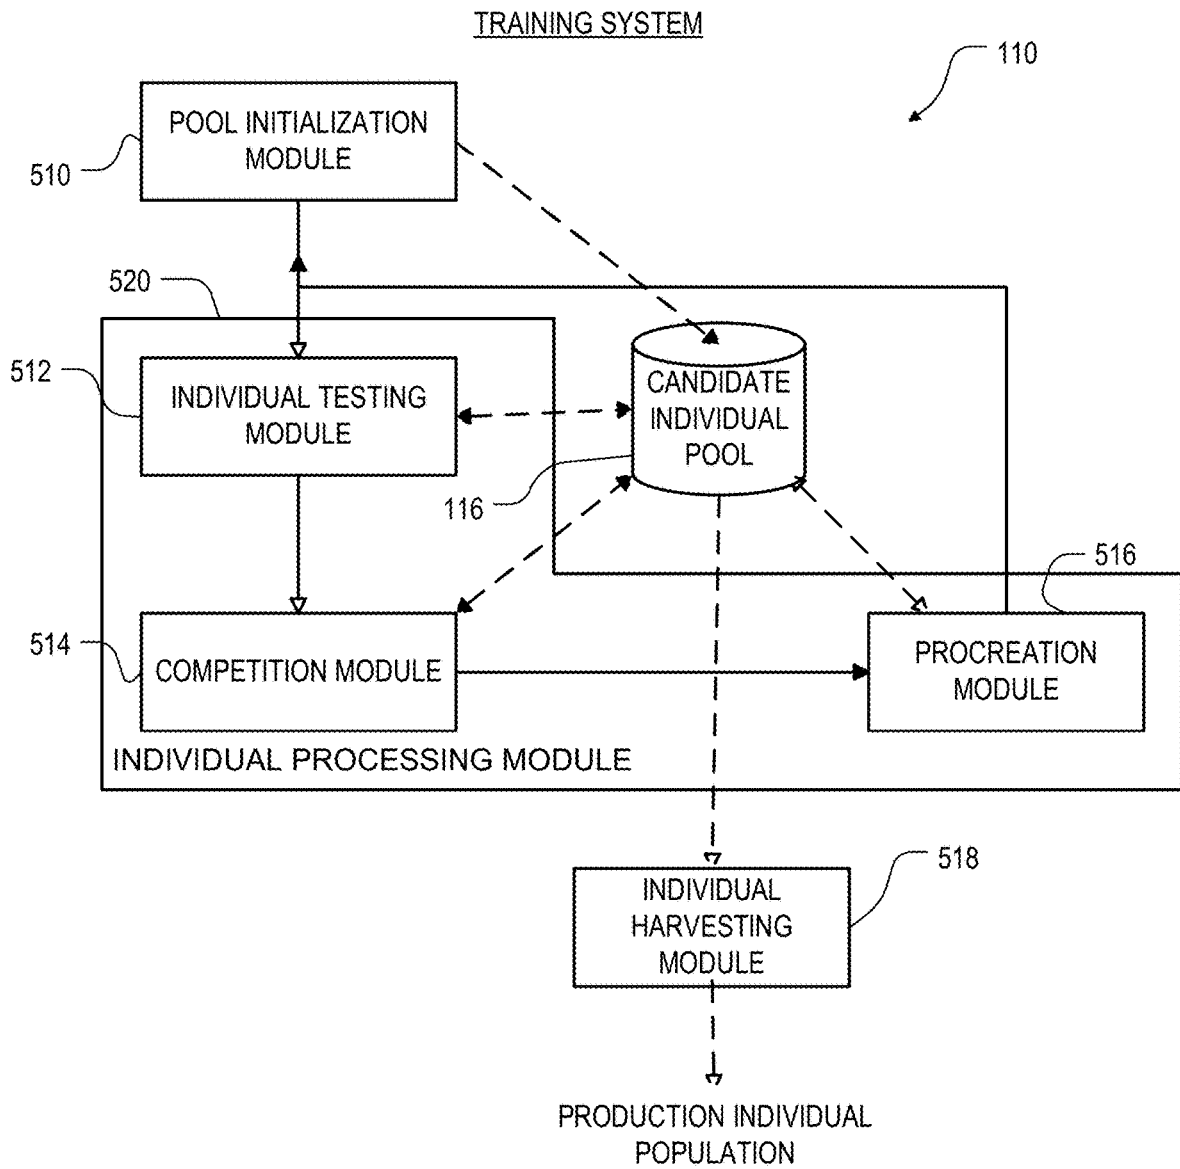 TRAINING SYSTEM
110
POOL INITIALIZATION
MODULE
510
520
512
INDIVIDUAL TESTING
MODULE
CANDIDATE
INDIVIDUAL
POOL
116
516
514
COMPETITION MODULE
PROCREATION
MODULE
INDIVIDUAL PROCESSING MODULE
518
INDIVIDUAL
HARVESTING
MODULE
PRODUCTION INDIVIDUAL
POPULATION